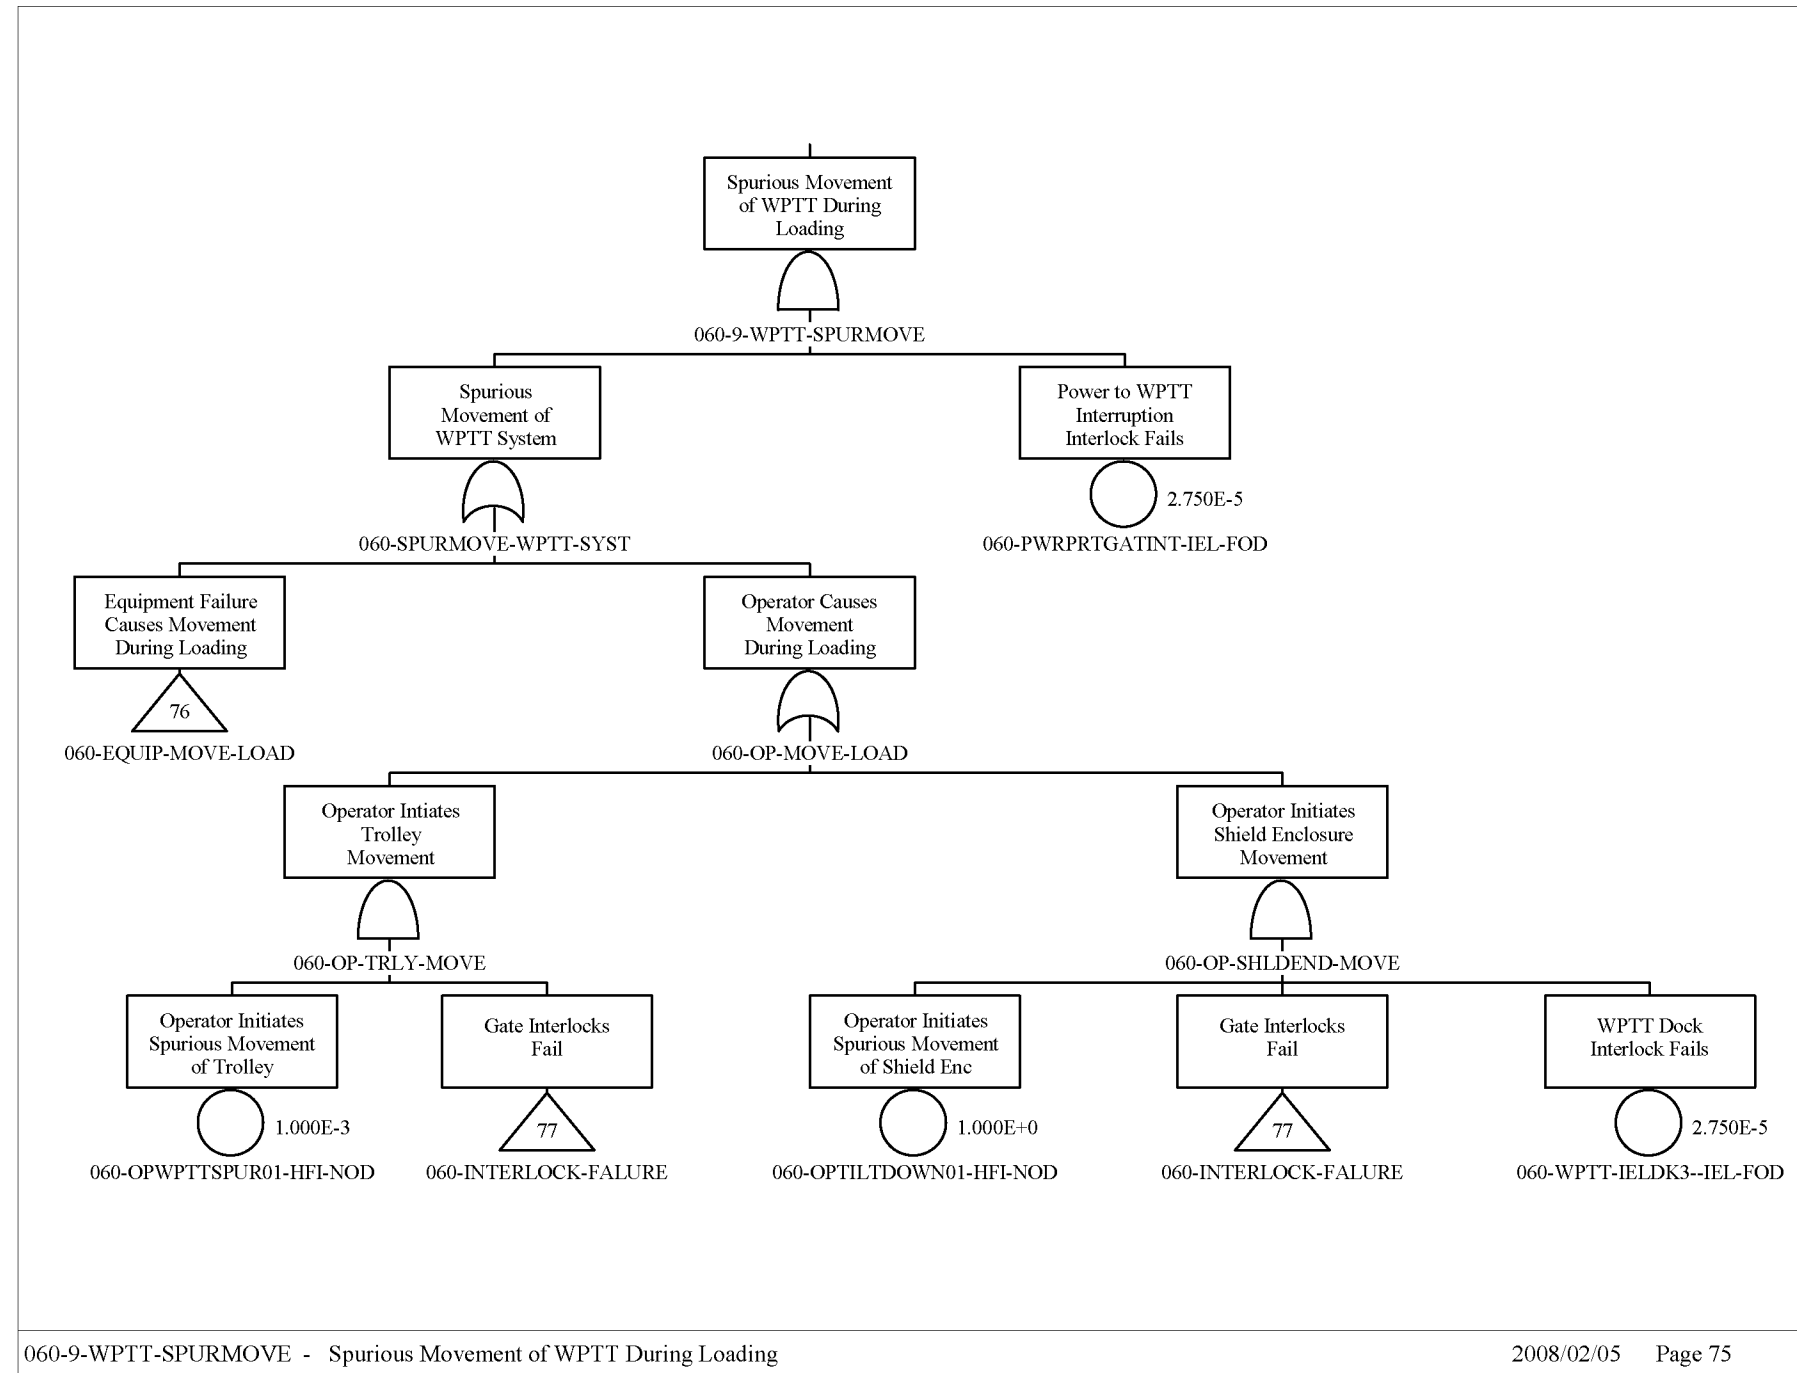 Spurious Movement
of WPTT During
Loading
060-9-WPTT-SPURMOVE
Spurious
Movement of
WPTT System
060-SPURMOVE-WPTT-SYST
Power to WPTT
Interruption
Interlock Fails
2.750E-5
060-PWRPRTGATINT-IEL-FOD
Equipment Failure
Causes Movement
During Loading
76
060-EQUIP-MOVE-LOAD
Operator Causes
Movement
During Loading
060-OP-MOVE-LOAD
Operator Intiates
Trolley
Movement
060-OP-TRLY-MOVE
Operator Initiates
Shield Enclosure
Movement
060-OP-SHLDEND-MOVE
Operator Initiates
Spurious Movement
of Trolley
1.000E-3
060-OPWPTTSPUR01-HFI-NOD
Gate Interlocks
Fail
77
060-INTERLOCK-FALURE
Operator Initiates
Spurious Movement
of Shield Enc
1.000E+0
060-OPTILTDOWN01-HFI-NOD
Gate Interlocks
Fail
77
060-INTERLOCK-FALURE
WPTT Dock
Interlock Fails
2.750E-5
060-WPTT-IELDK3--IEL-FOD
060-9-WPTT-SPURMOVE - Spurious Movement of WPTT During Loading
2008/02/05 Page 75